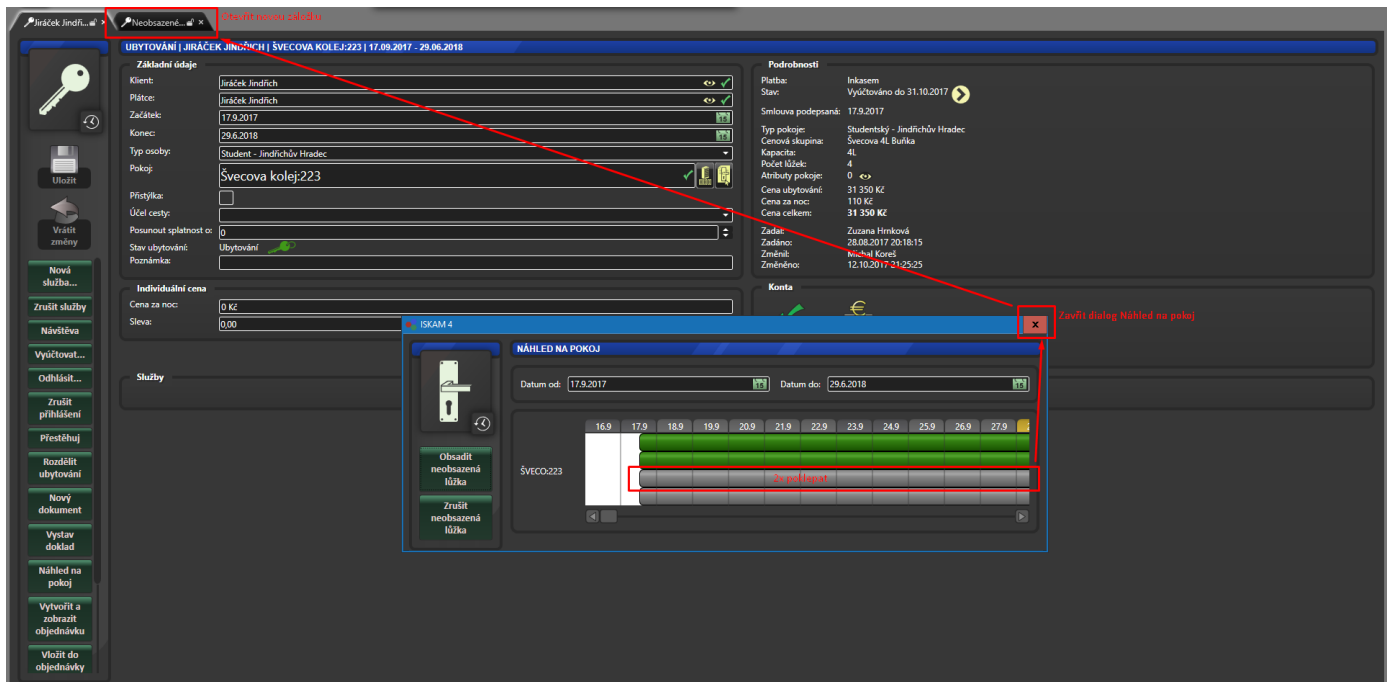 Jiráček Jindři...
Neobsazené...
Otevřít novou záložku
UBYTOVÁNÍ | JIRÁČEK JINDŘICH | ŠVECOVA KOLEJ:223 | 17.09.2017 - 29.06.2018
Uložit
Vrátit
změny
Nová
služba...
Zrušit služby
Návštěva
Vyúčtovat...
Odhlásit...
Zrušit
přihlášení
Přestěhuj
Rozdělit
ubytování
Nový
dokument
Vystav
doklad
Náhled na
pokoj
Vytvořit a
zobrazit
objednávku
Vložit do
objednávky
Základní údaje
Klient: Jiráček Jindřich
Plátce: Jiráček Jindřich
Začátek: 17.9.2017 15
Konec: 29.6.2018 15
Typ osoby: Student - Jindřichův Hradec
Pokoj: Švecova kolej:223
Přistýlka:
Účel cesty:
Posunout splatnost o: 0
Stav ubytování: Ubytování
Poznámka:
Individuální cena
Cena za noc: 0 Kč
Sleva: 0,00
Služby
Podrobnosti
Platba: Inkasem
Stav: Vyúčtováno do 31.10.2017
Smlouva podepsaná: 17.9.2017
Typ pokoje: Studentský - Jindřichův Hradec
Cenová skupina: Švecova 4L Buňka
Kapacita: 4L
Počet lůžek: 4
Atributy pokoje: 0
Cena ubytování: 31 350 Kč
Cena za noc: 110 Kč
Cena celkem: 31 350 Kč
Zadal: Zuzana Hrnková
Zadáno: 28.08.2017 20:18:15
Změnil: Michal Koreš
Změněno: 12.10.2017 21:25:25
Konta
€
Zavřít dialog Náhled na pokoj
ISKAM 4
x
NÁHLED NA POKOJ
Datum od: 17.9.2017 15 Datum do: 29.6.2018 15
Obsadit
neobsazená
lůžka
Zrušit
neobsazená
lůžka
16.9 17.9 18.9 19.9 20.9 21.9 22.9 23.9 24.9 25.9 26.9 27.9
ŠVECO:223
2x poklepat